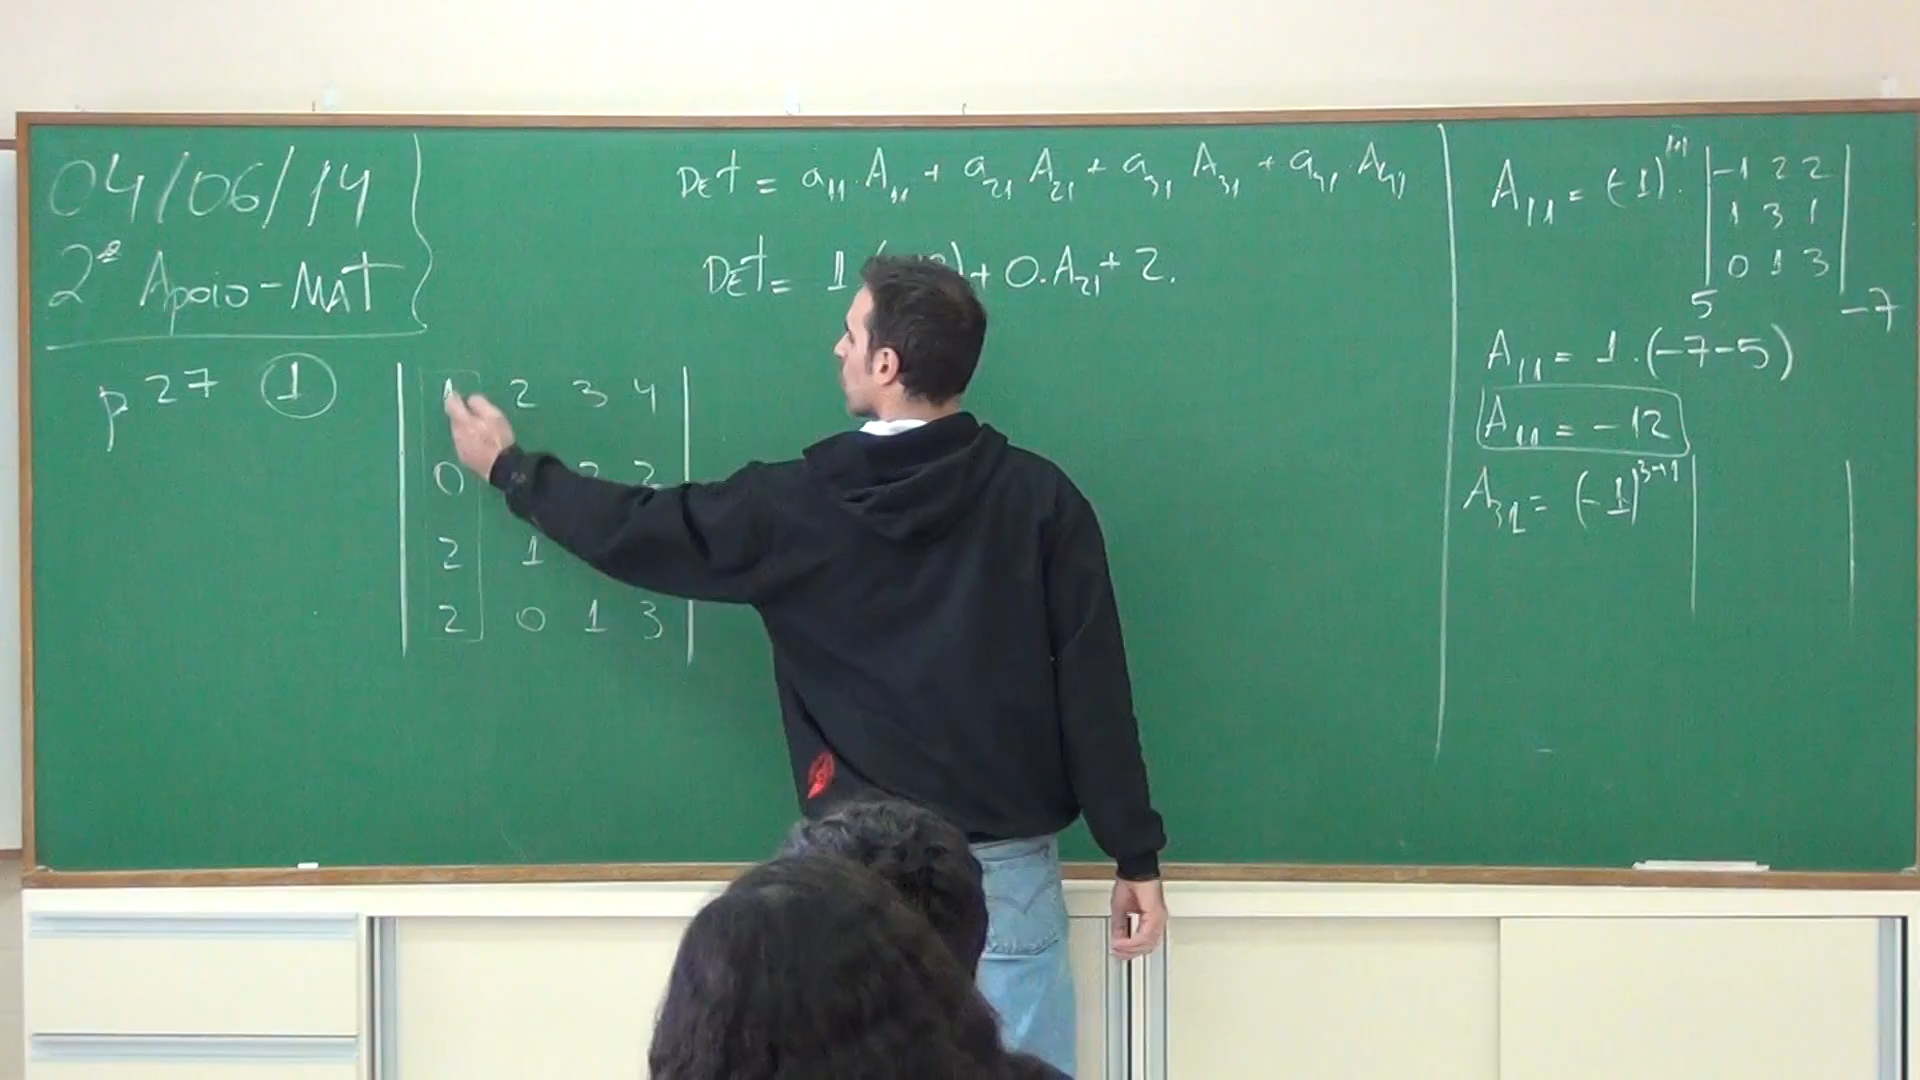 04/06/14
2ª Apoio-MAT
p 27 1
1 2 3 4
0 2 2
2 1
2 0 1 3
Det = a11 . A11 + a21 A21 + a31 A31 + a41 . A41
Det = 1 + 0.A21 + 2.
A11 = (-1)1+1 . -1 2 2
1 3 1
0 1 3
5 -7
A11 = 1.(-7-5)
A11 = -12
A31 = (-1)3+1